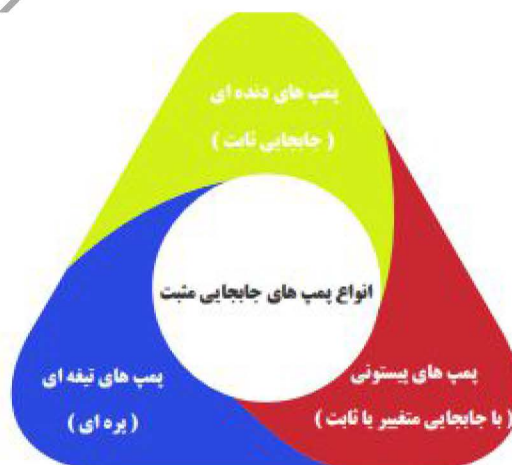 پمپ های دنده ای
( جابجایی ثابت )
انواع پمپ های جابجایی مثبت
پمپ های پیستونی
( با جابجایی متغییر یا ثابت )
پمپ های تیغه ای
( پره ای )